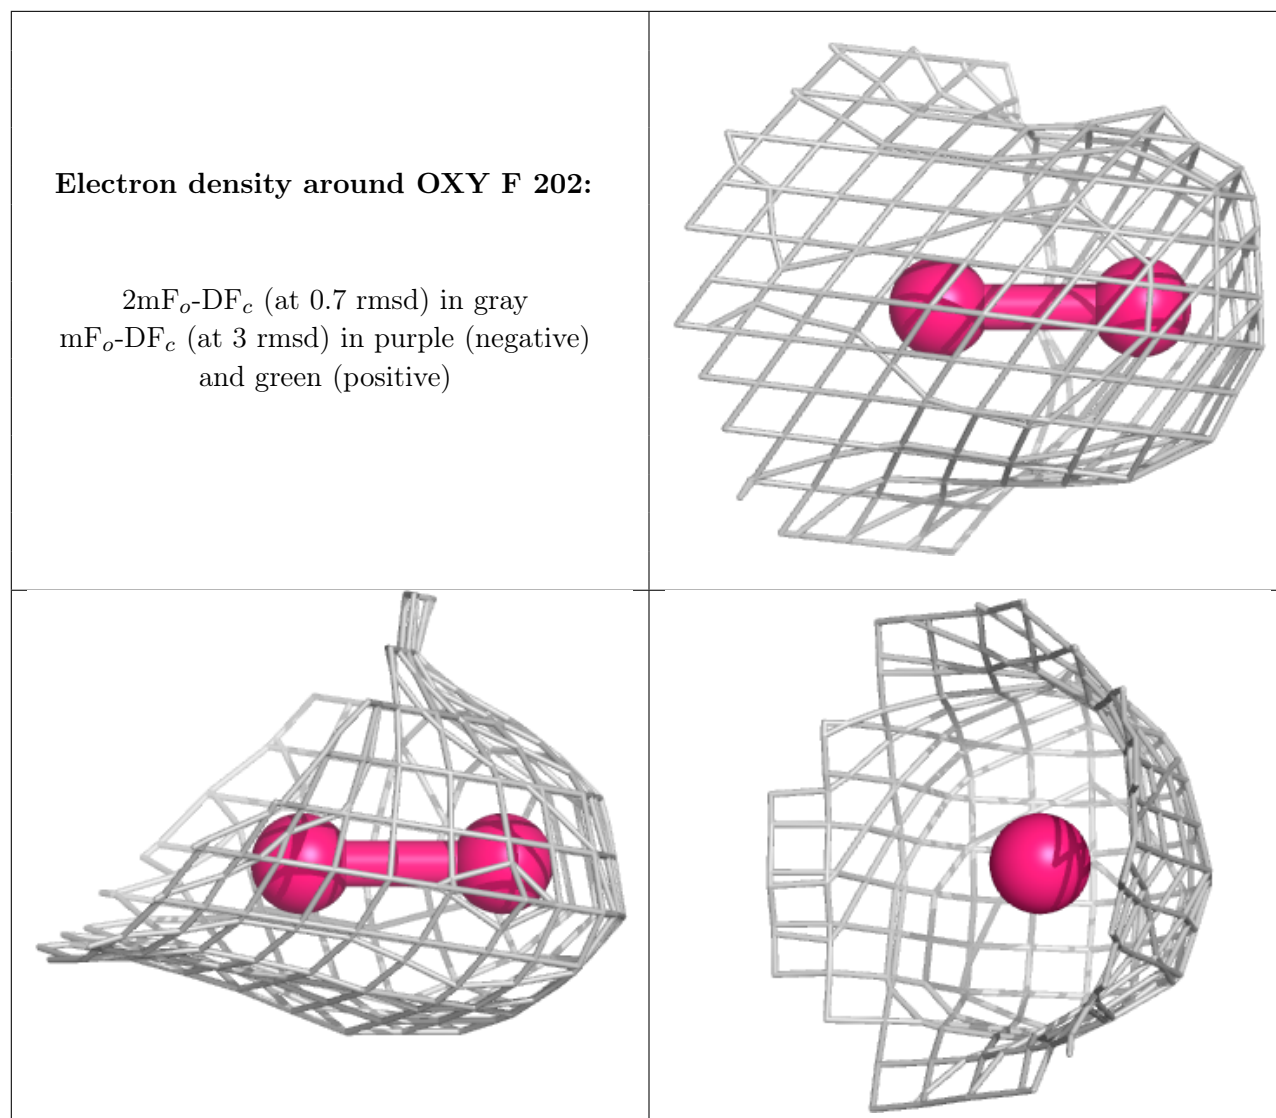 Electron density around OXY F 202:
2mFo-DFc (at 0.7 rmsd) in gray
mFo-DFc (at 3 rmsd) in purple (negative)
and green (positive)